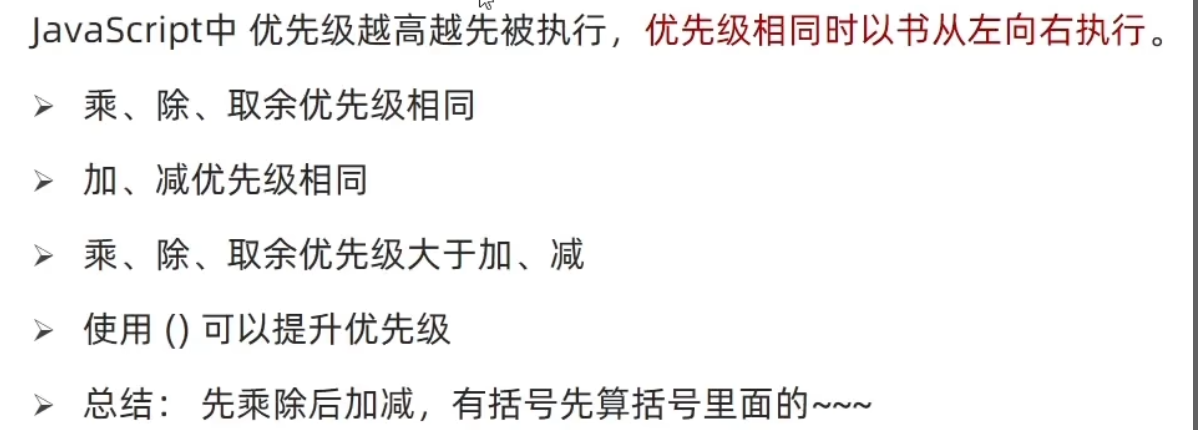 JavaScript中 优先级越高越先被执行，优先级相同时以书从左向右执行。
➢ 乘、除、取余优先级相同
➢ 加、减优先级相同
➢ 乘、除、取余优先级大于加、减
➢ 使用 () 可以提升优先级
➢ 总结： 先乘除后加减，有括号先算括号里面的~~~